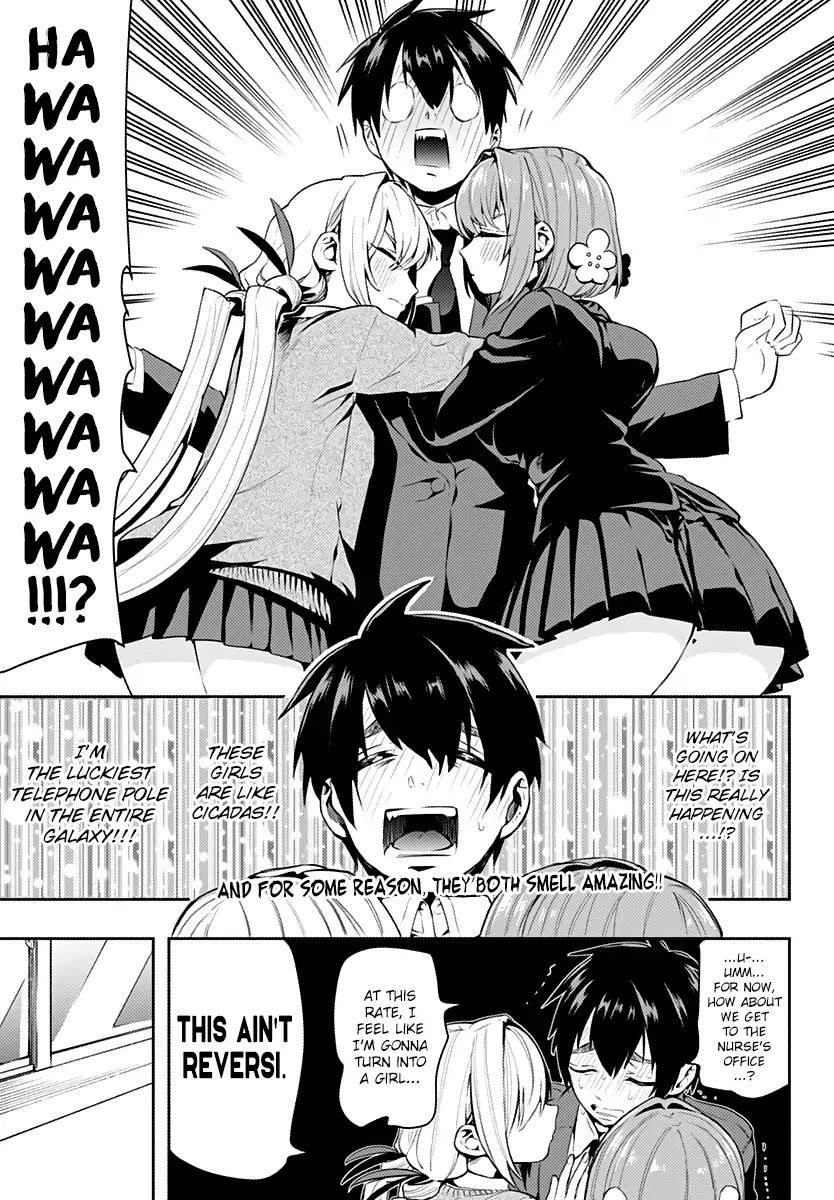 HA
WA
WA
WA
WA
WA
WA
WA
WA
WA
!!!?
WHAT'S
GOING ON
HERE!? IS
THIS REALLY
HAPPENING
...!?
THESE
GIRLS
ARE LIKE
CICADAS!!
I'M
THE LUCKIEST
TELEPHONE POLE
IN THE ENTIRE
GALAXY!!!
AND FOR SOME REASON, THEY BOTH SMELL AMAZING!!
...U-...
UMM...
FOR NOW,
HOW ABOUT
WE GET
TO THE
NURSE'S
OFFICE
...?
AT THIS
RATE, I
FEEL LIKE
I'M GONNA
TURN INTO
A GIRL...
THIS AIN'T
REVERSI.